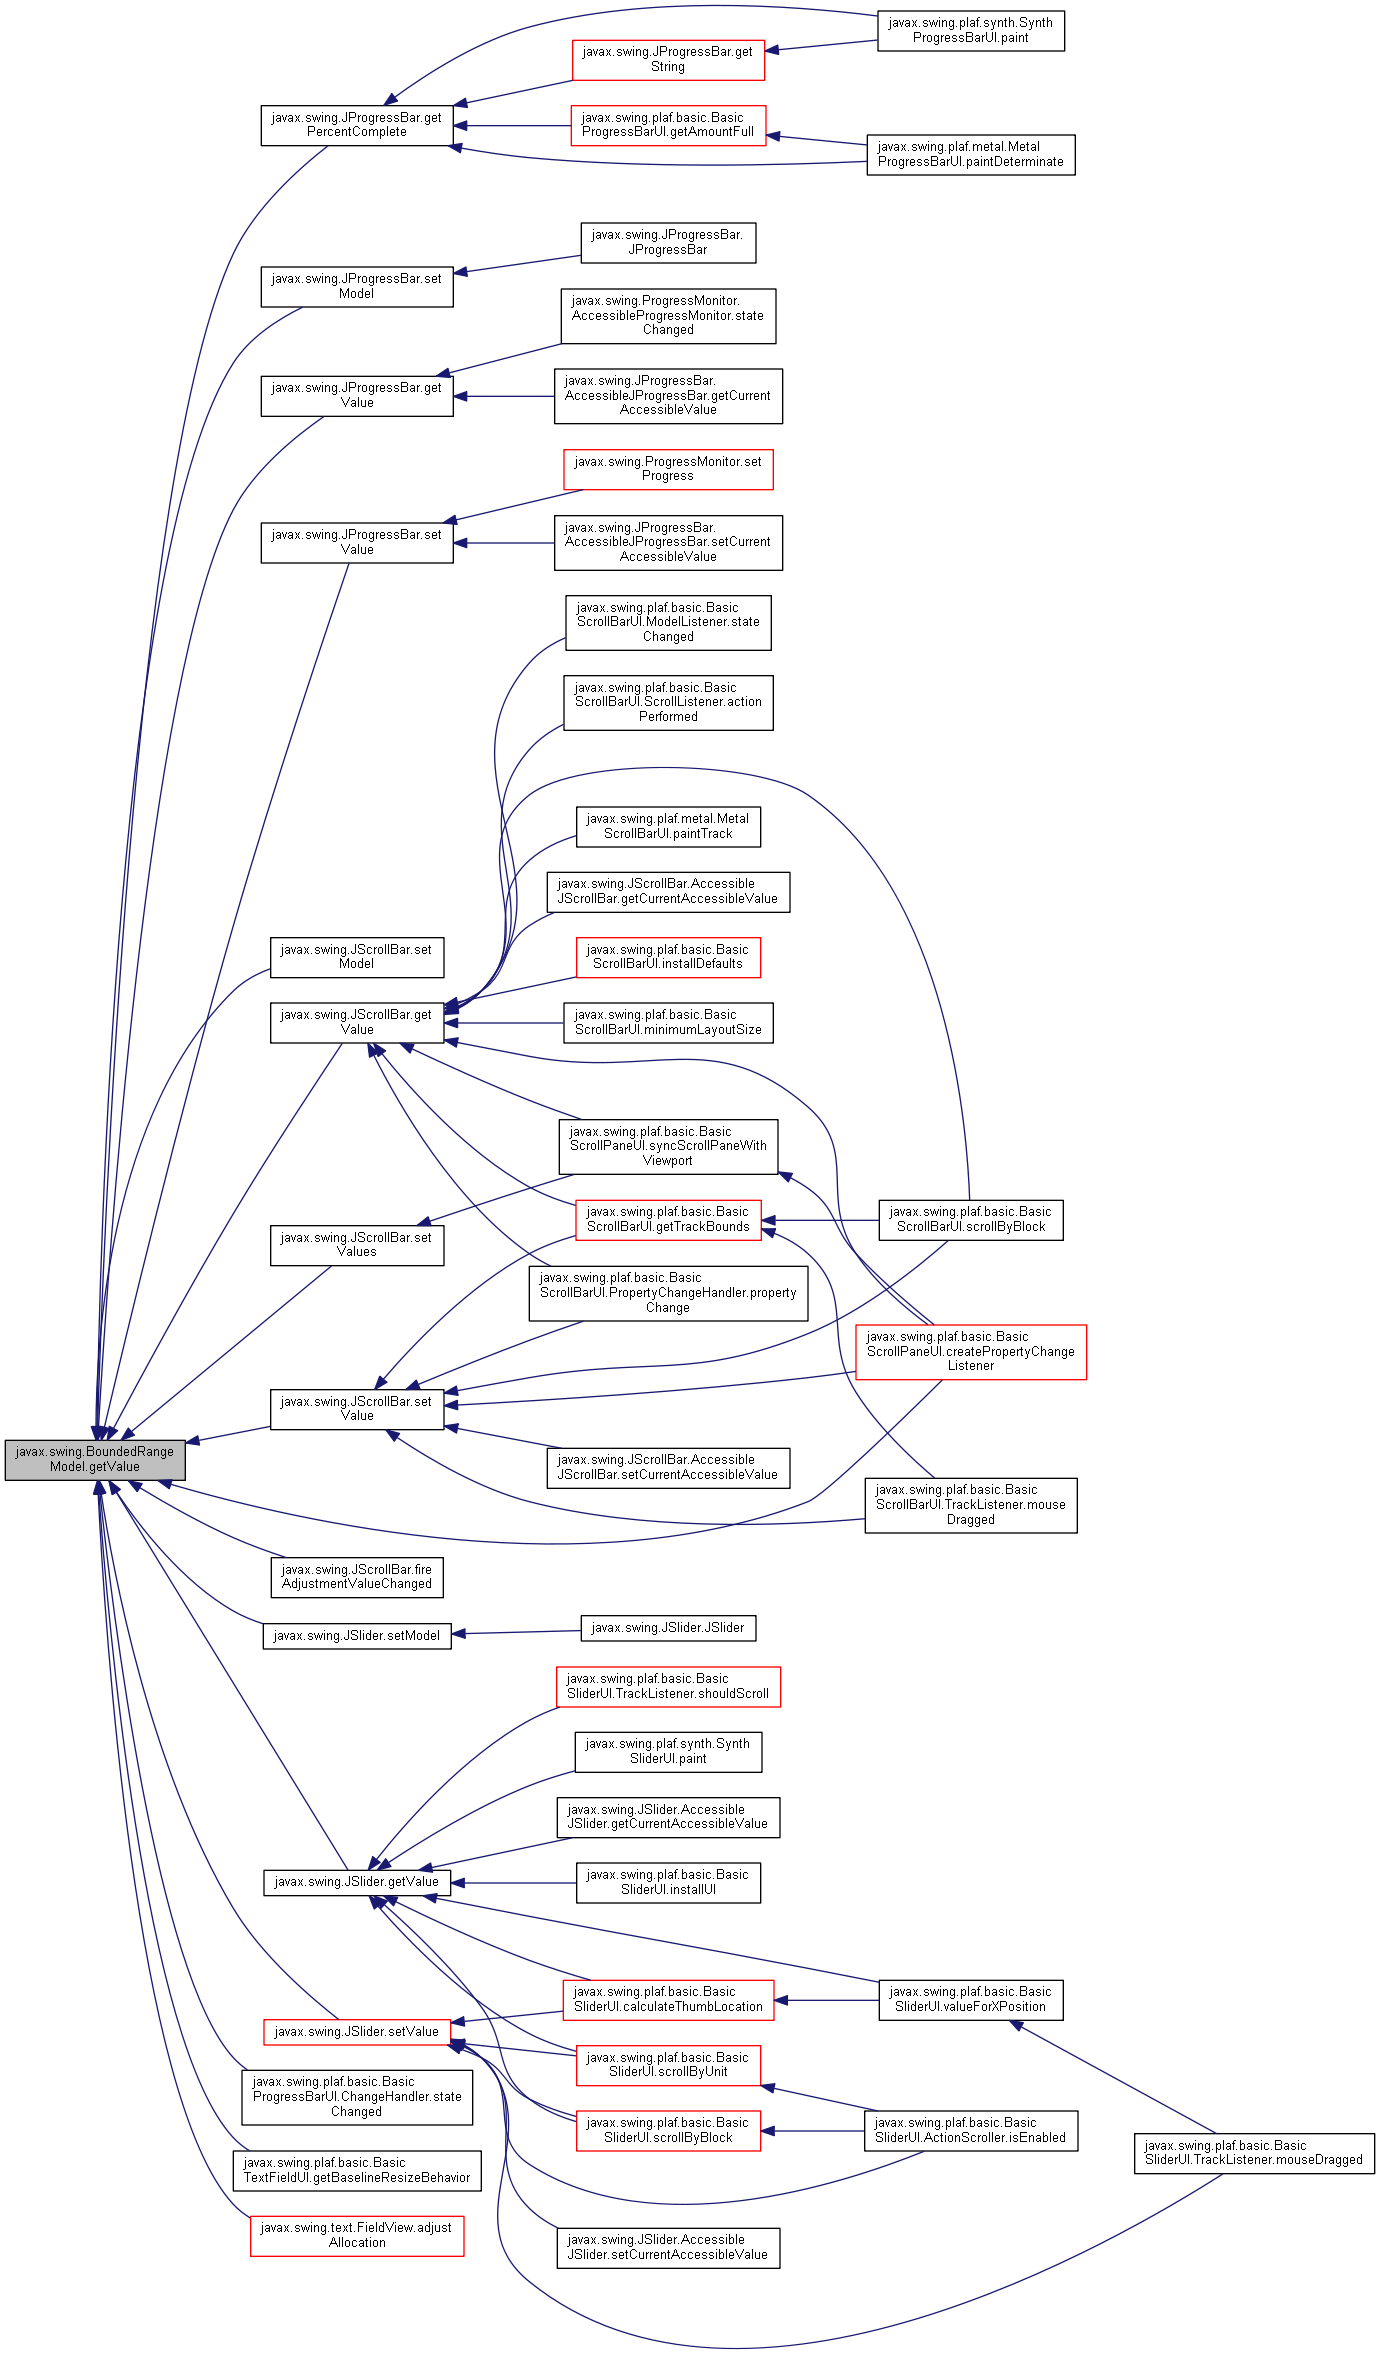 javax.swing.plaf.synth.Synth
ProgressBarUI.paint
javax.swing.JProgressBar.get
String
javax.swing.JProgressBar.get
PercentComplete
javax.swing.plaf.basic.Basic
ProgressBarUI.getAmountFull
javax.swing.plaf.metal.Metal
ProgressBarUI.paintDeterminate
javax.swing.JProgressBar.
JProgressBar
javax.swing.JProgressBar.set
Model
javax.swing.ProgressMonitor.
AccessibleProgressMonitor.state
Changed
javax.swing.JProgressBar.get
Value
javax.swing.JProgressBar.
AccessibleJProgressBar.getCurrent
AccessibleValue
javax.swing.ProgressMonitor.set
Progress
javax.swing.JProgressBar.set
Value
javax.swing.JProgressBar.
AccessibleJProgressBar.setCurrent
AccessibleValue
javax.swing.plaf.basic.Basic
ScrollBarUI.ModelListener.state
Changed
javax.swing.plaf.basic.Basic
ScrollBarUI.ScrollListener.action
Performed
javax.swing.plaf.metal.Metal
ScrollBarUI.paintTrack
javax.swing.JScrollBar.Accessible
JScrollBar.getCurrentAccessibleValue
javax.swing.JScrollBar.set
Model
javax.swing.plaf.basic.Basic
ScrollBarUI.installDefaults
javax.swing.JScrollBar.get
Value
javax.swing.plaf.basic.Basic
ScrollBarUI.minimumLayoutSize
javax.swing.plaf.basic.Basic
ScrollPaneUI.syncScrollPaneWith
Viewport
javax.swing.plaf.basic.Basic
ScrollBarUI.getTrackBounds
javax.swing.plaf.basic.Basic
ScrollBarUI.scrollByBlock
javax.swing.JScrollBar.set
Values
javax.swing.plaf.basic.Basic
ScrollBarUI.PropertyChangeHandler.property
Change
javax.swing.plaf.basic.Basic
ScrollPaneUI.createPropertyChange
Listener
javax.swing.JScrollBar.set
Value
javax.swing.BoundedRange
Model.getValue
javax.swing.JScrollBar.Accessible
JScrollBar.setCurrentAccessibleValue
javax.swing.plaf.basic.Basic
ScrollBarUI.TrackListener.mouse
Dragged
javax.swing.JScrollBar.fire
AdjustmentValueChanged
javax.swing.JSlider.setModel
javax.swing.JSlider.JSlider
javax.swing.plaf.basic.Basic
SliderUI.TrackListener.shouldScroll
javax.swing.plaf.synth.Synth
SliderUI.paint
javax.swing.JSlider.Accessible
JSlider.getCurrentAccessibleValue
javax.swing.JSlider.getValue
javax.swing.plaf.basic.Basic
SliderUI.installUI
javax.swing.plaf.basic.Basic
SliderUI.calculateThumbLocation
javax.swing.plaf.basic.Basic
SliderUI.valueForXPosition
javax.swing.JSlider.setValue
javax.swing.plaf.basic.Basic
SliderUI.scrollByUnit
javax.swing.plaf.basic.Basic
ProgressBarUI.ChangeHandler.state
Changed
javax.swing.plaf.basic.Basic
SliderUI.scrollByBlock
javax.swing.plaf.basic.Basic
SliderUI.ActionScroller.isEnabled
javax.swing.plaf.basic.Basic
SliderUI.TrackListener.mouseDragged
javax.swing.plaf.basic.Basic
TextFieldUI.getBaselineResizeBehavior
javax.swing.text.FieldView.adjust
Allocation
javax.swing.JSlider.Accessible
JSlider.setCurrentAccessibleValue